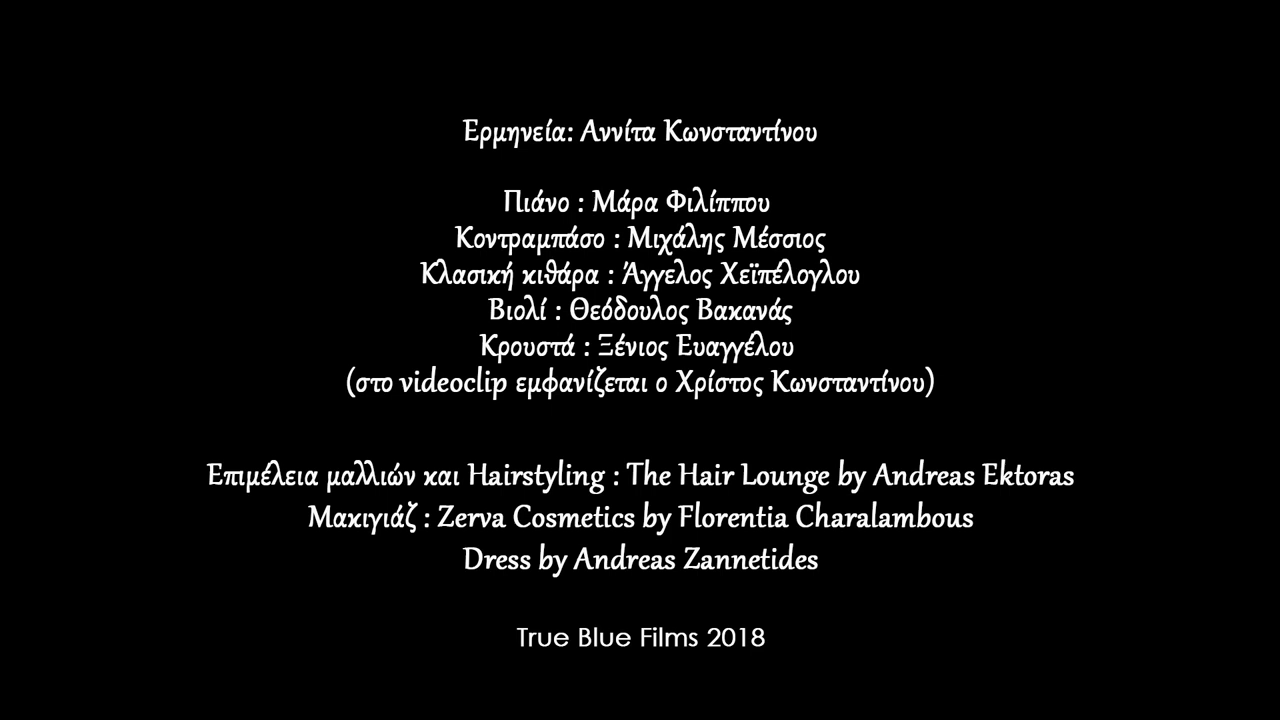 Ερμηνεία: Αννίτα Κωνσταντίνου
Πιάνο : Μάρα Φιλίππου
Κοντραμπάσο : Μιχάλης Μέσσιος
Κλασική κιθάρα : Άγγελος Χεϊπέλογλου
Βιολί : Θεόδουλος Βακανάς
Κρουστά : Ξένιος Ευαγγέλου
(στο videoclip εμφανίζεται ο Χρίστος Κωνσταντίνου)
Επιμέλεια μαλλιών και Hairstyling : The Hair Lounge by Andreas Ektoras
Μακιγιάζ : Zerva Cosmetics by Florentia Charalambous
Dress by Andreas Zannetides
True Blue Films 2018